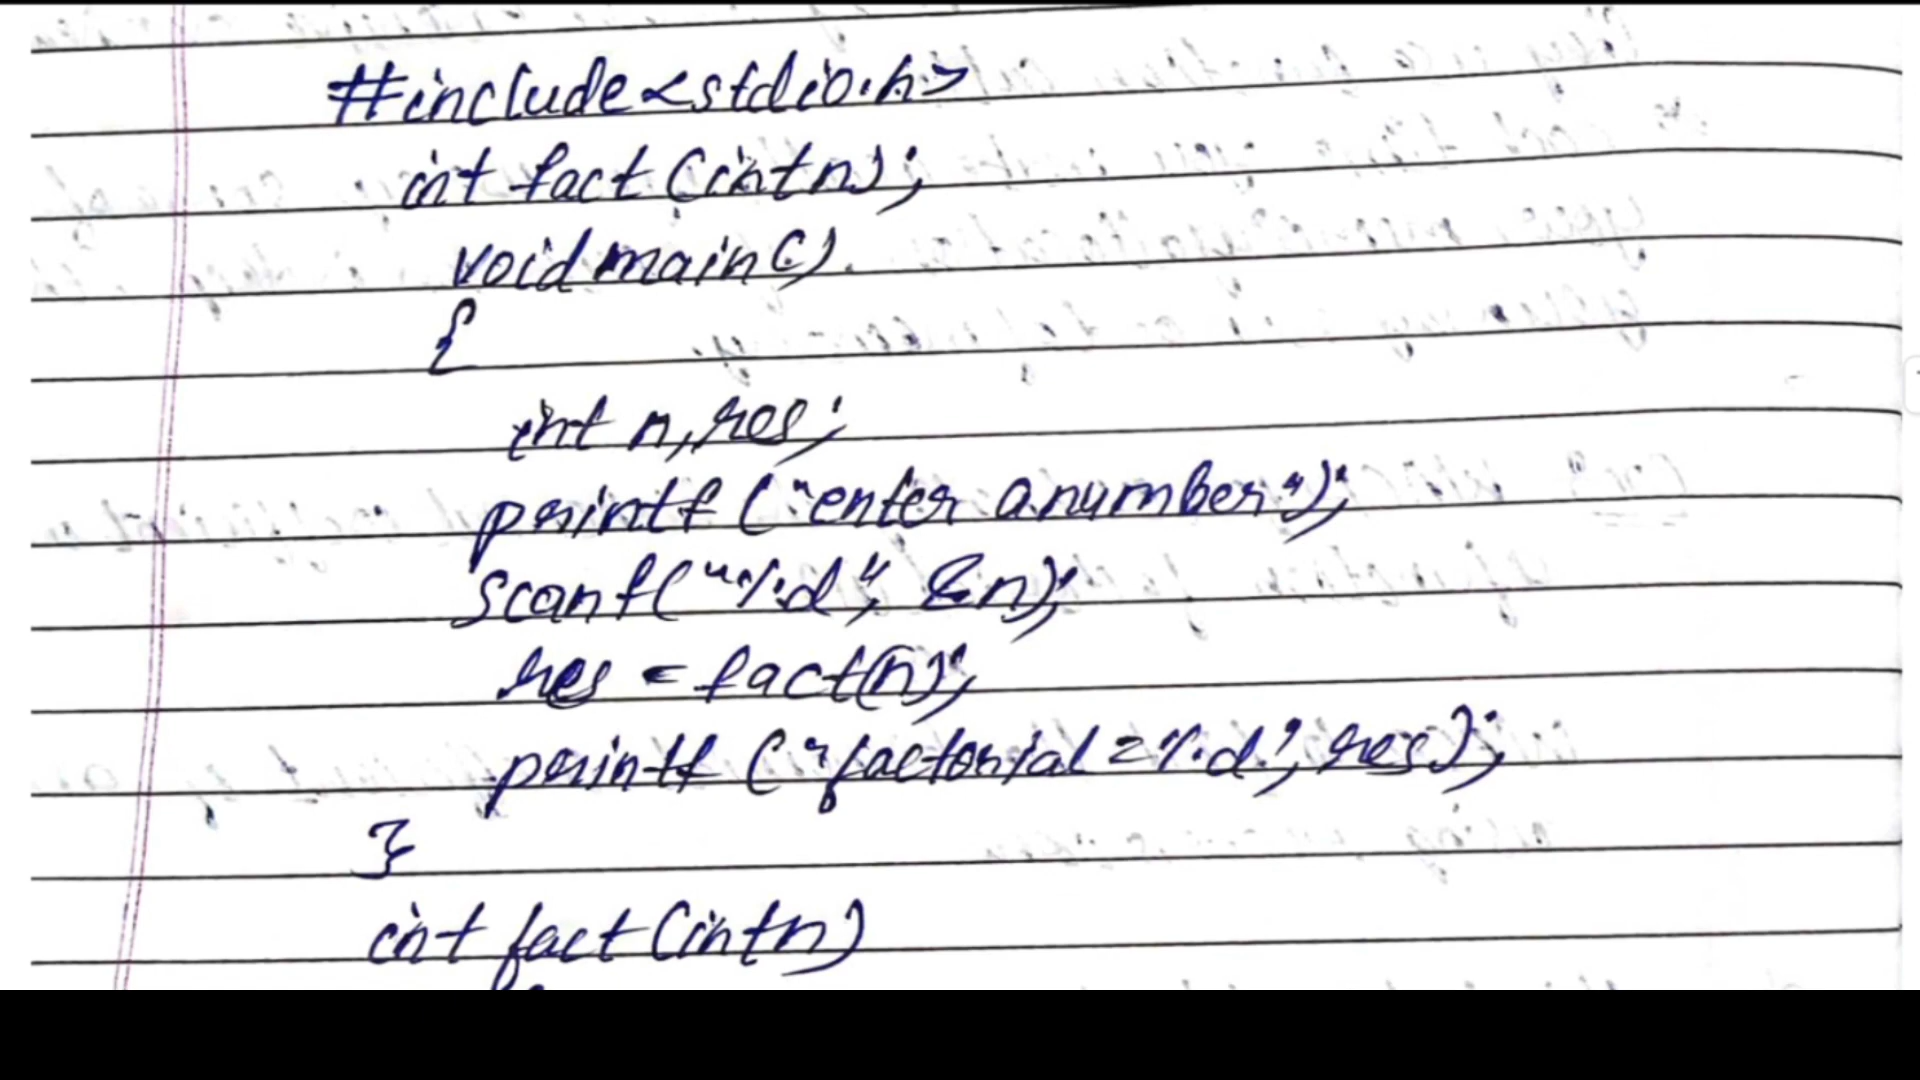 #include<stdio.h>
int fact (int n);
void main()
{
int n, res;
printf ("enter a number");
scanf("%d", &n);
res = fact(n);
printf ("factorial = %d", res);
}
int fact (int n)